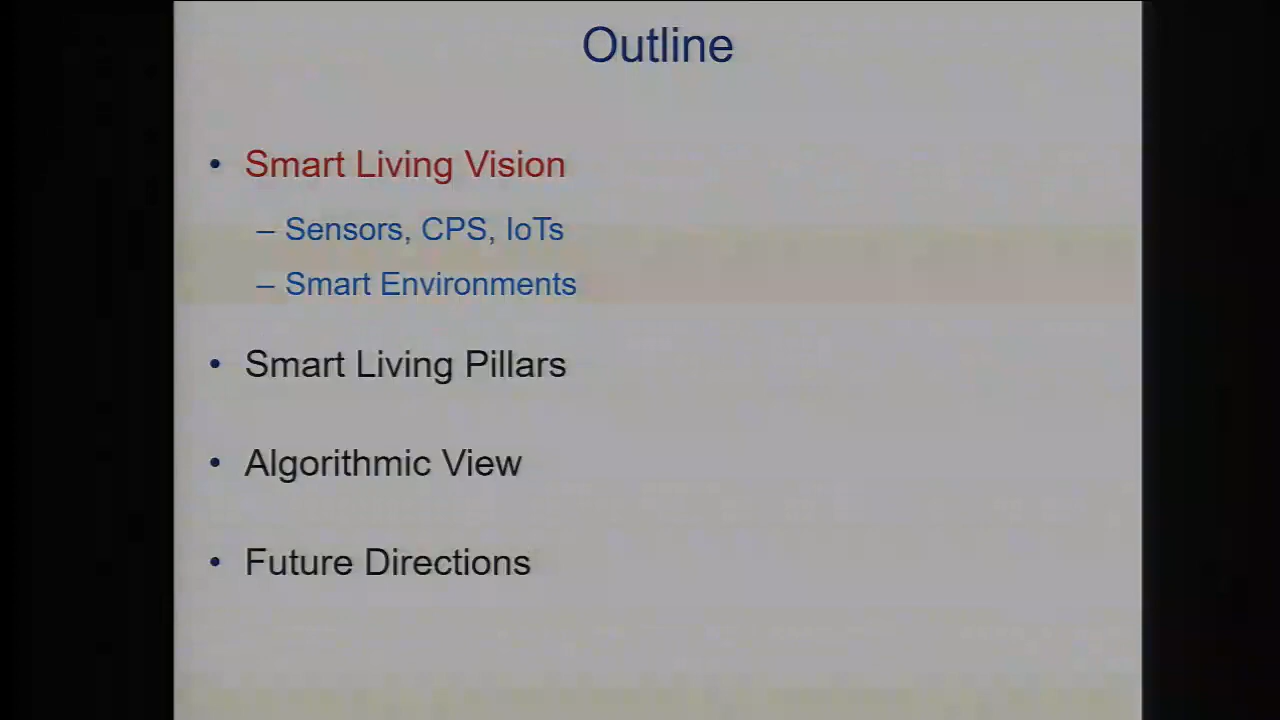 Outline
• Smart Living Vision
– Sensors, CPS, IoTs
– Smart Environments
• Smart Living Pillars
• Algorithmic View
• Future Directions